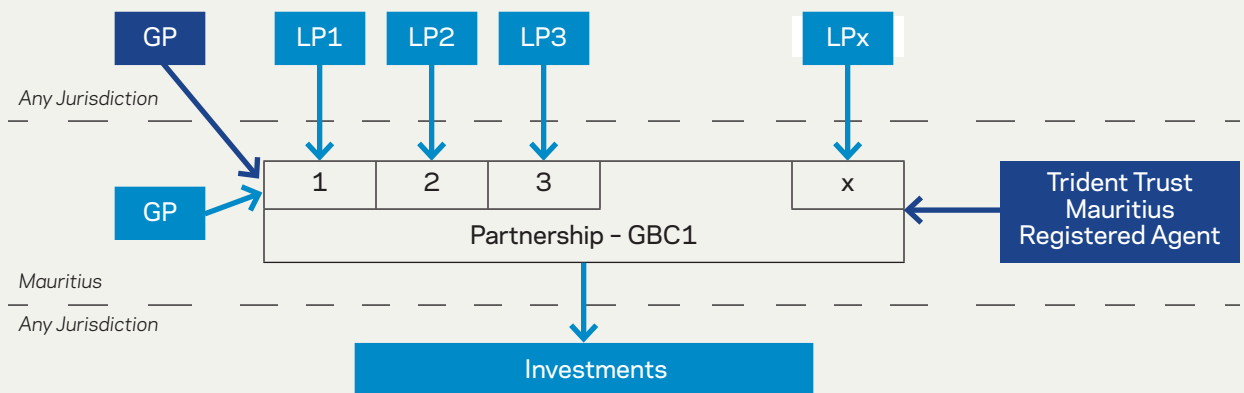 GP
LP1
LP2
LP3
LPx
Any Jurisdiction
1
2
3
x
GP
Trident Trust
Mauritius
Registered Agent
Partnership – GBC1
Mauritius
Any Jurisdiction
Investments